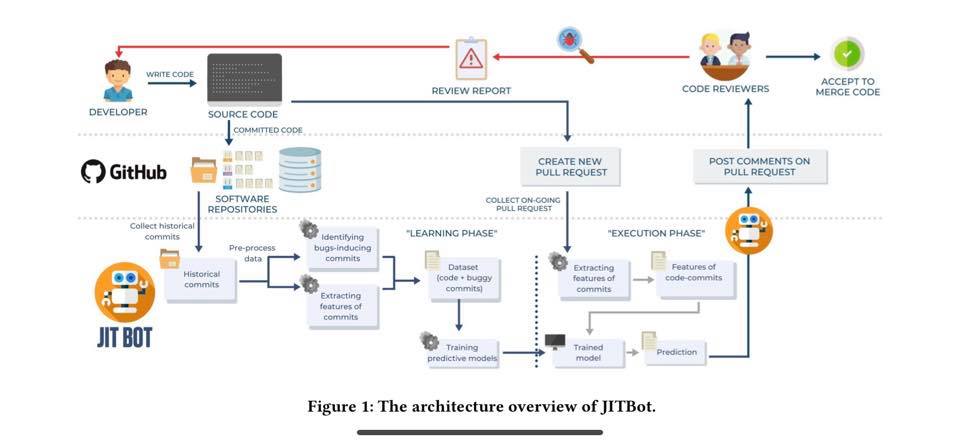 WRITE CODE
DEVELOPER
SOURCE CODE
REVIEW REPORT
CODE REVIEWERS
ACCEPT TO
MERGE CODE
COMMITTED CODE
GitHub
SOFTWARE
REPOSITORIES
CREATE NEW
PULL REQUEST
POST COMMENTS ON
PULL REQUEST
COLLECT ON-GOING
PULL REQUEST
Collect historical
commits
"LEARNING PHASE"
"EXECUTION PHASE"
JIT BOT
Historical
commits
Pre-process
data
Identifying
bugs-inducing
commits
Extracting
features of
commits
Dataset
(code + buggy
commits)
Training
predictive models
Extracting
features of
commits
Features of
code-commits
Trained
model
Prediction
Figure 1: The architecture overview of JITBot.